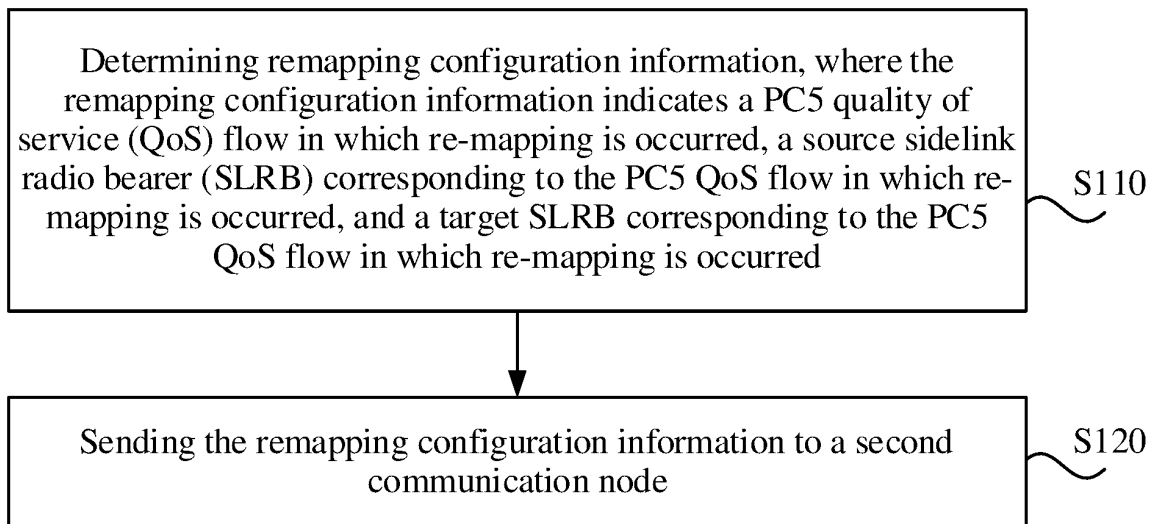 Determining remapping configuration information, where the
remapping configuration information indicates a PC5 quality of
service (QoS) flow in which re-mapping is occurred, a source sidelink
radio bearer (SLRB) corresponding to the PC5 QoS flow in which re-
mapping is occurred, and a target SLRB corresponding to the PC5
QoS flow in which re-mapping is occurred
S110
Sending the remapping configuration information to a second
communication node
S120